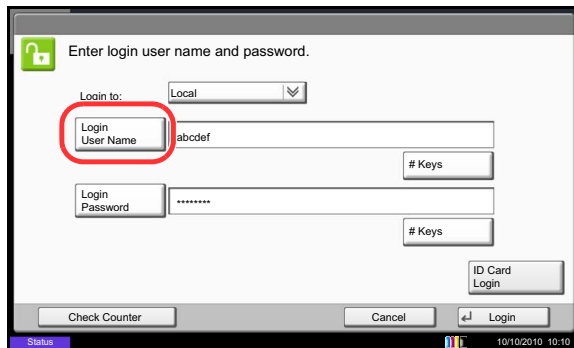 Enter login user name and password.
Login to:
Local
Login
User Name
abcdef
# Keys
Login
Password
********
# Keys
ID Card
Login
Check Counter
Cancel
Login
Status
10/10/2010 10:10